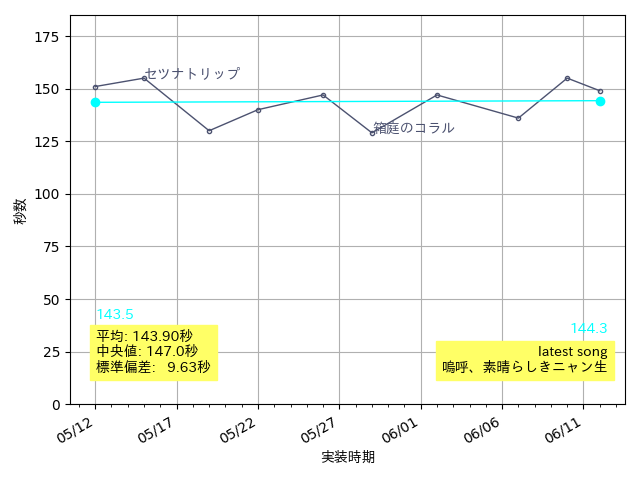 175
150
125
100
75
50
25
0
秒数
セツナトリップ
箱庭のコラル
143.5
144.3
平均: 143.90秒
中央値: 147.0秒
標準偏差: 9.63秒
latest song
嗚呼、素晴らしきニャン生
05/12
05/17
05/22
05/27
06/01
06/06
06/11
実装時期